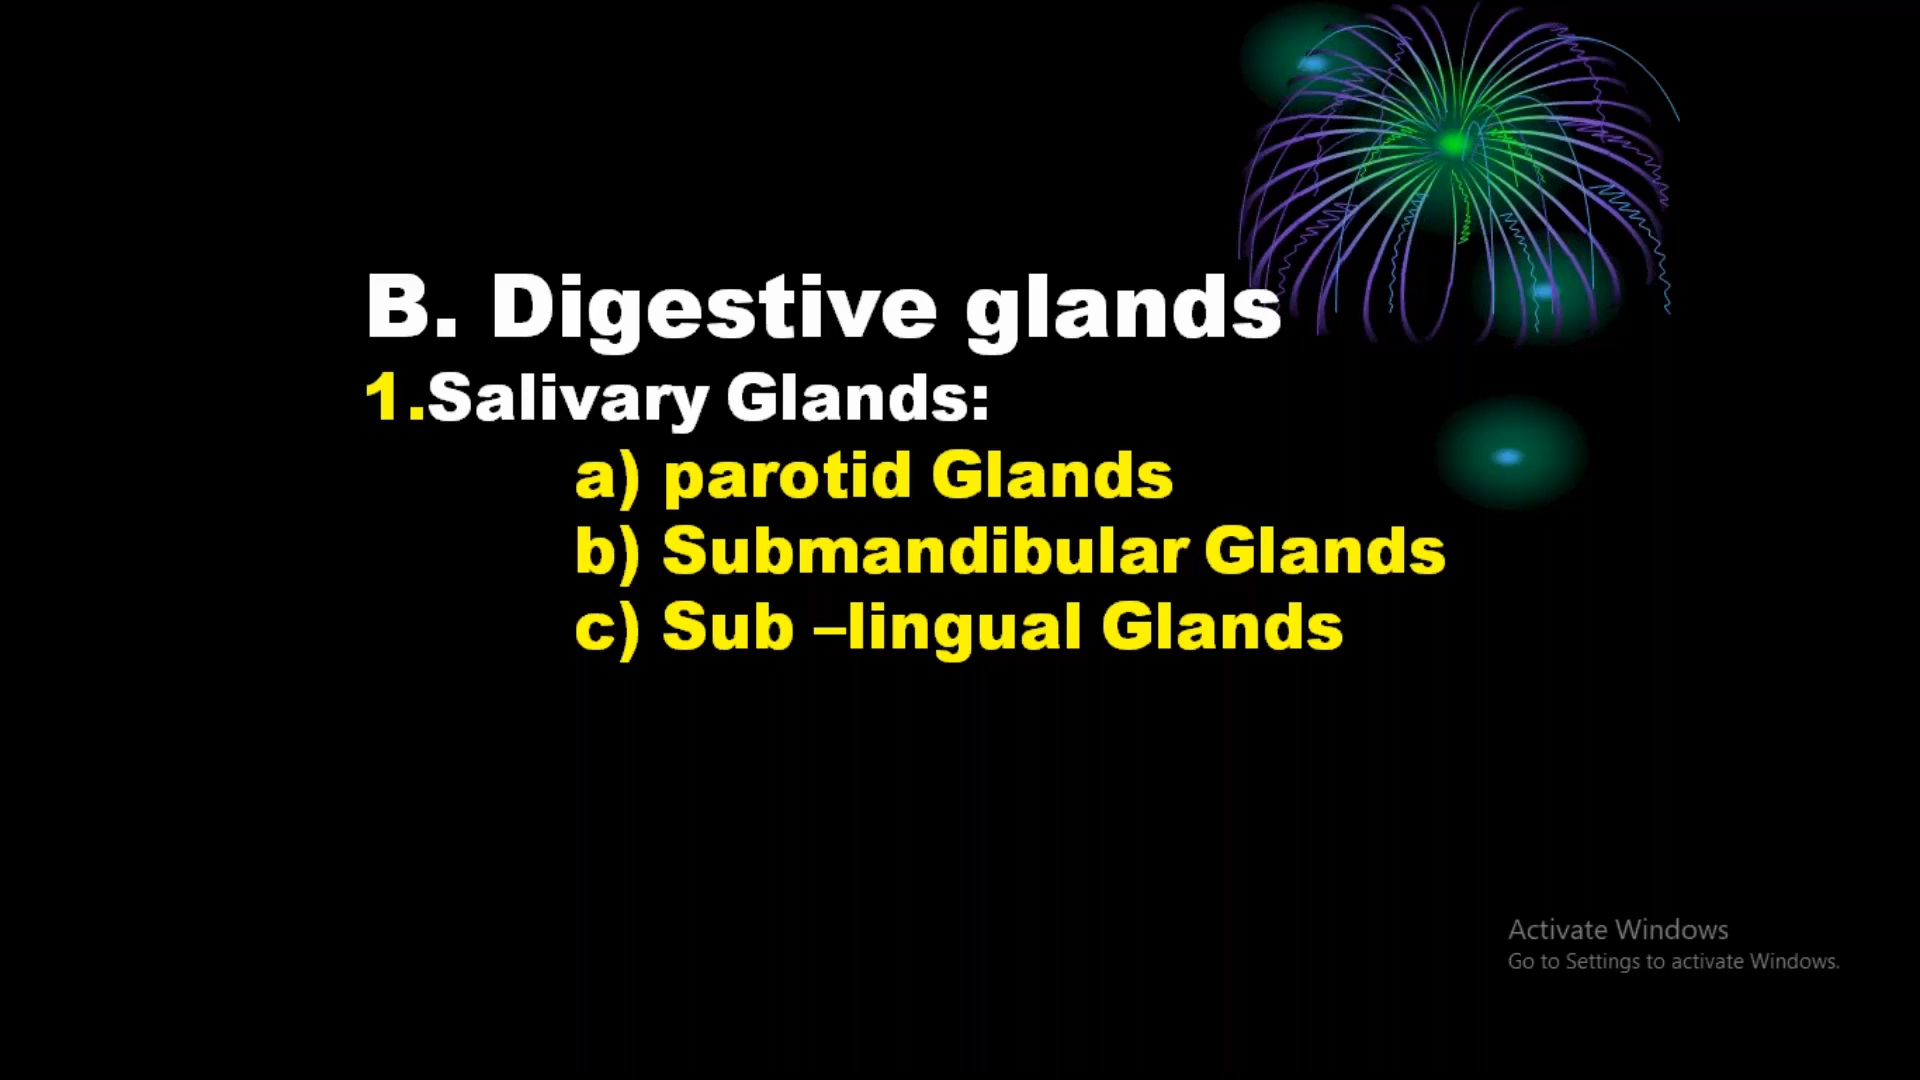 B. Digestive glands
1.Salivary Glands:
a) parotid Glands
b) Submandibular Glands
c) Sub –lingual Glands
Activate Windows
Go to Settings to activate Windows.